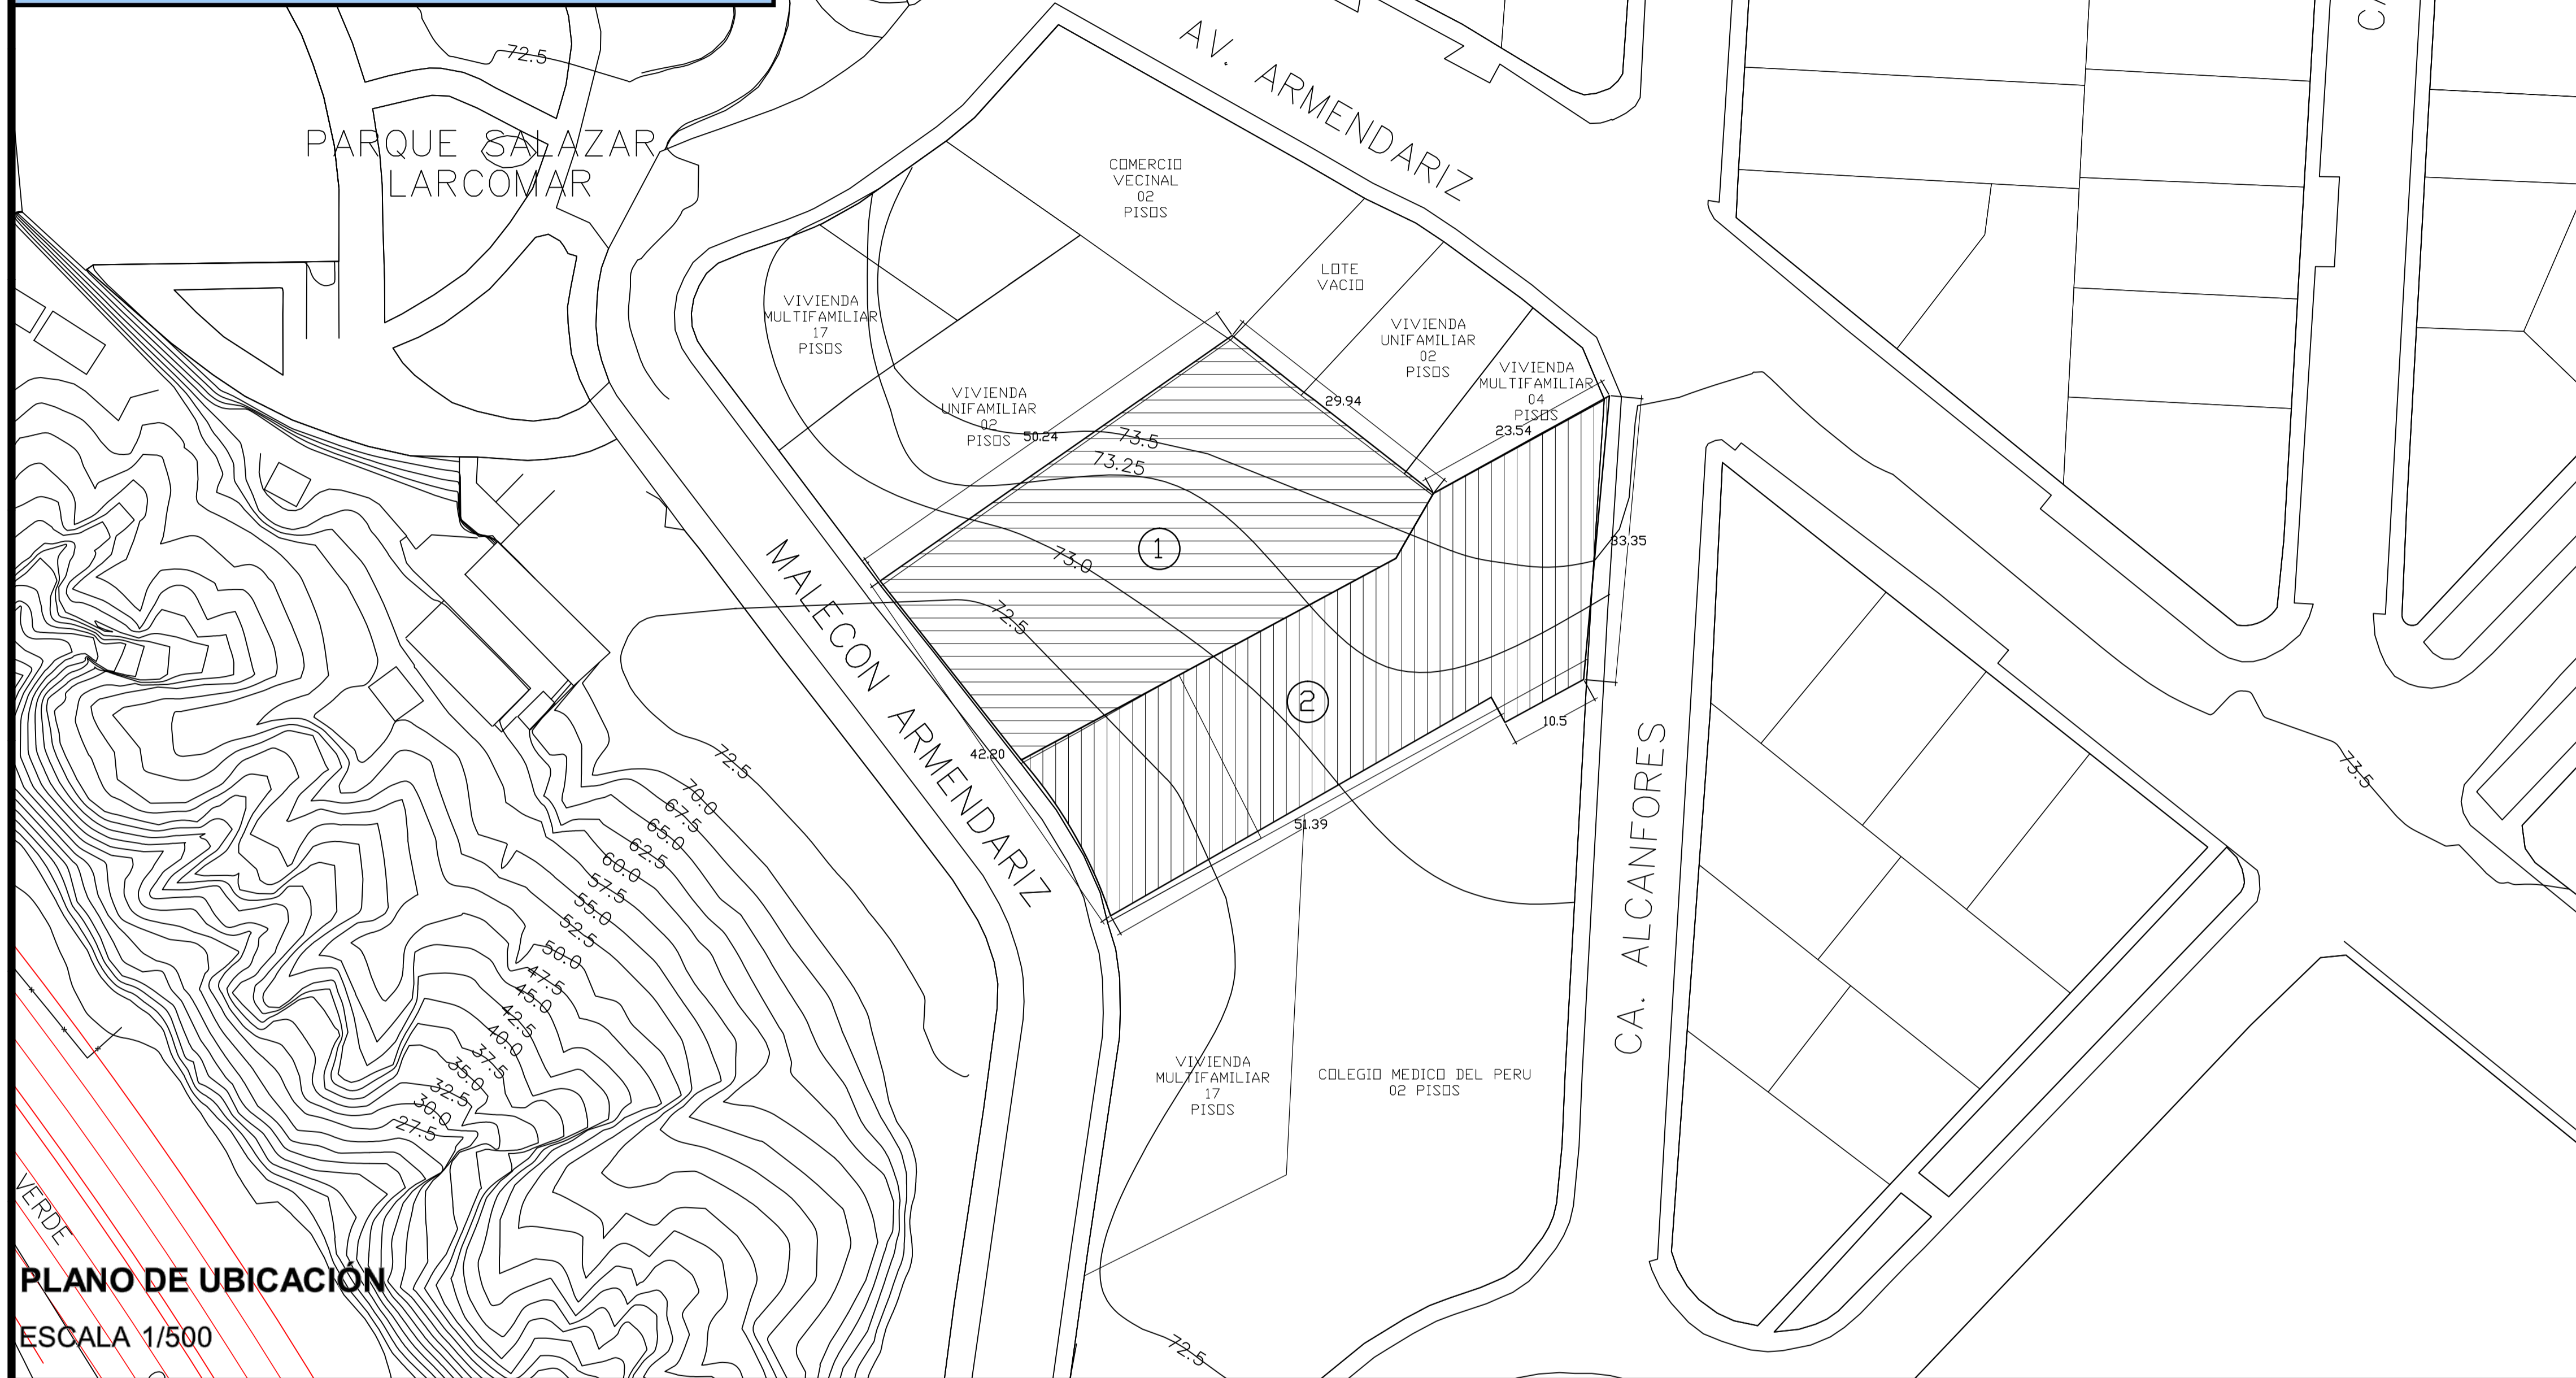 72.5
AV. ARMENDARIZ
PARQUE SALAZAR
LARCOMAR
COMERCIO
VECINAL
02
PISOS
LOTE
VACIO
VIVIENDA
MULTIFAMILIAR
17
PISOS
VIVIENDA
UNIFAMILIAR
02
PISOS
VIVIENDA
MULTIFAMILIAR
04
PISOS
VIVIENDA
UNIFAMILIAR
02
PISOS
50.24
29.94
23.54
73.5
73.25
33.35
1
73.0
72.5
MALECON ARMENDARIZ
2
10.5
42.20
51.39
CA. ALCANFORES
73.5
72.5
70.0
67.5
65.0
62.5
60.0
57.5
55.0
52.5
50.0
47.5
45.0
42.5
40.0
37.5
35.0
32.5
30.0
27.5
VIVIENDA
MULTIFAMILIAR
17
PISOS
COLEGIO MEDICO DEL PERU
02 PISOS
VERDE
PLANO DE UBICACIÓN
ESCALA 1/500
72.5